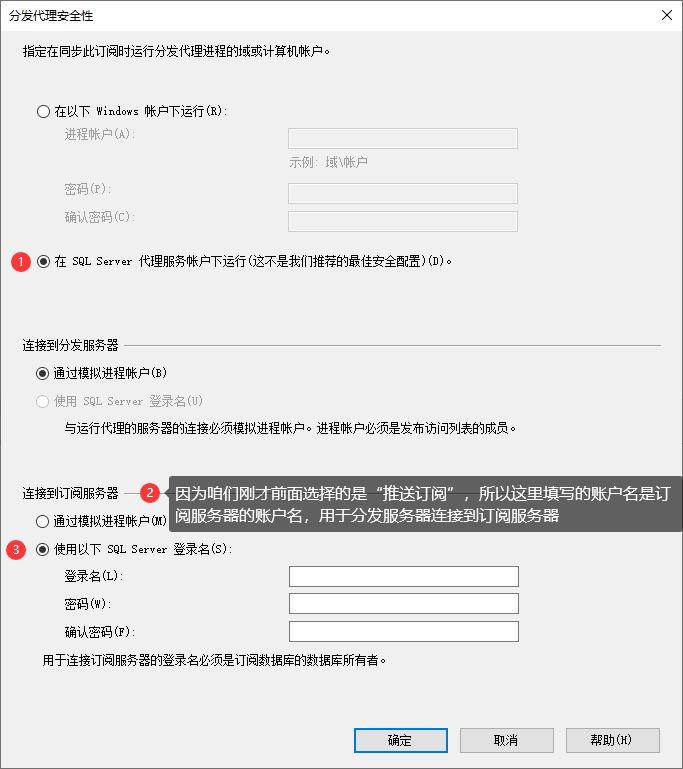 分发代理安全性
指定在同步此订阅时运行分发代理进程的域或计算机帐户。
在以下 Windows 帐户下运行(R):
进程帐户(A):
示例: 域\帐户
密码(P):
确认密码(C):
1 在 SQL Server 代理服务帐户下运行(这不是我们推荐的最佳安全配置)(D)。
连接到分发服务器
通过模拟进程帐户(B)
使用 SQL Server 登录名(U)
与运行代理的服务器的连接必须模拟进程帐户。进程帐户必须是发布访问列表的成员。
连接到订阅服务器
2 因为咱们刚才前面选择的是“推送订阅”，所以这里填写的账户名是订
阅服务器的账户名，用于分发服务器连接到订阅服务器
通过模拟进程帐户(M)
3 使用以下 SQL Server 登录名(S):
登录名(L):
密码(W):
确认密码(F):
用于连接订阅服务器的登录名必须是订阅数据库的数据库所有者。
确定 取消 帮助(H)